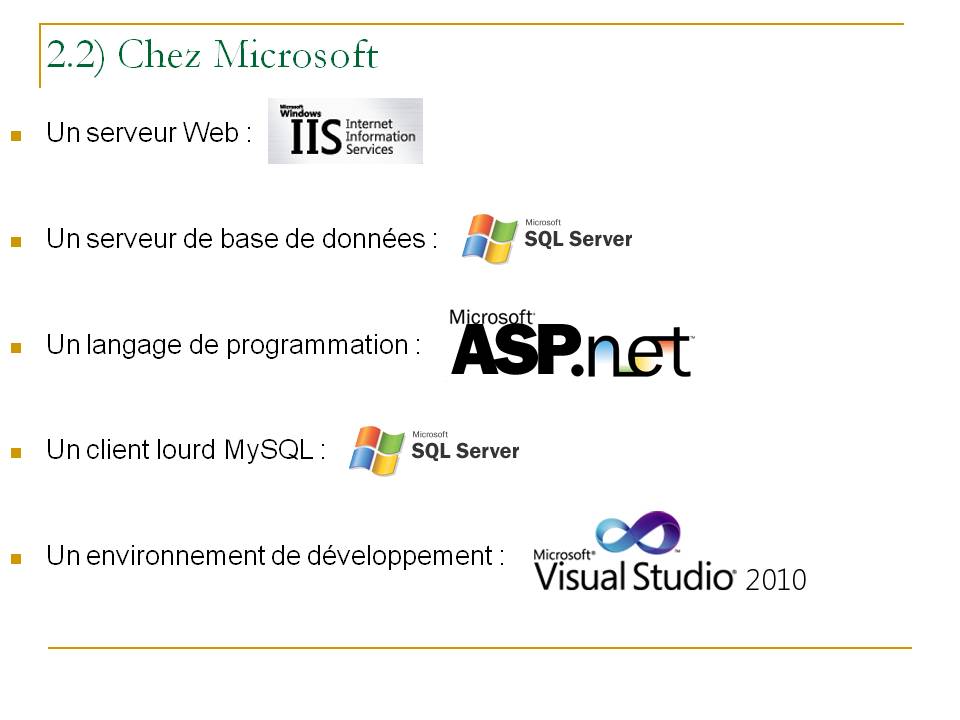 2.2) Chez Microsoft
Un serveur Web :
Microsoft
Windows
IIS Internet
Information
Services
Un serveur de base de données :
Microsoft
SQL Server
Un langage de programmation :
Microsoft®
ASP.net™
Un client lourd MySQL :
Microsoft
SQL Server
Un environnement de développement :
Microsoft®
Visual Studio® 2010